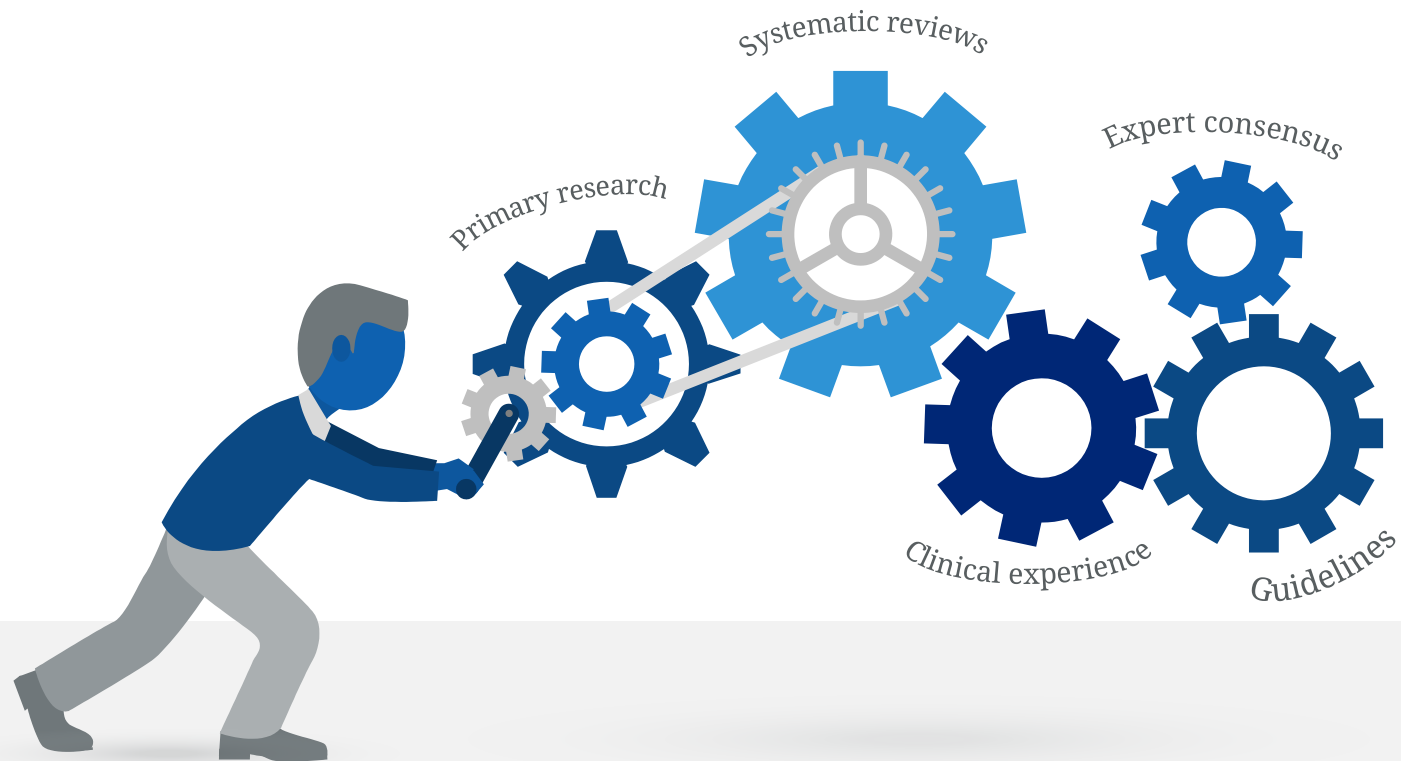 Systematic reviews
Expert consensus
Primary research
Clinical experience
Guidelines